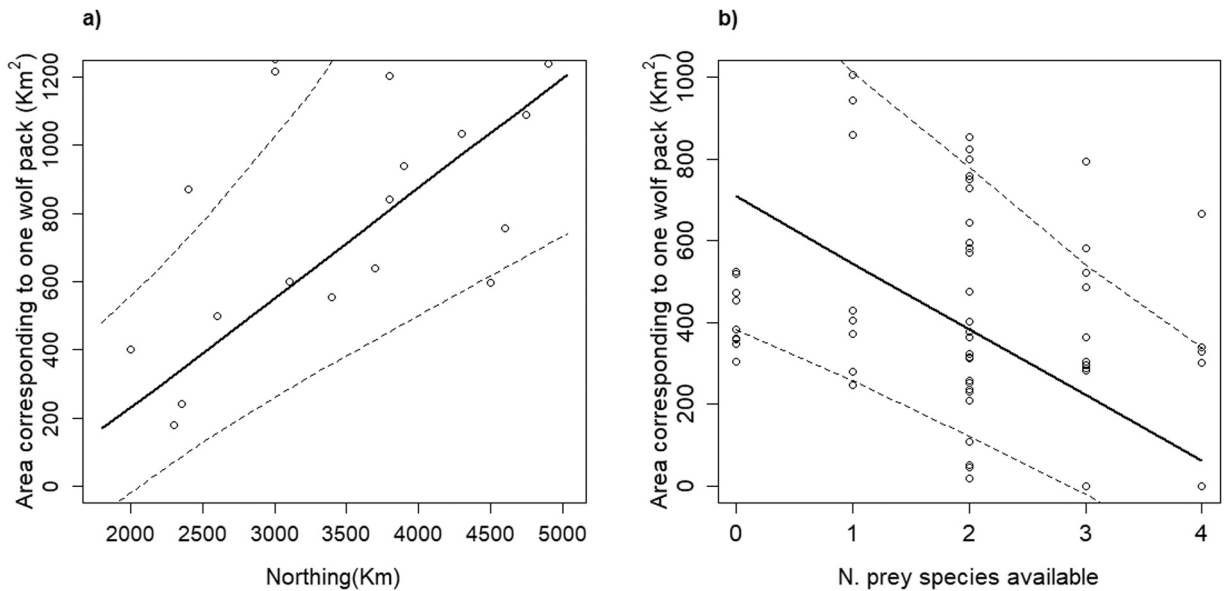 a)
Area corresponding to one wolf pack (Km²)
1200
1000
800
600
400
200
0
2000 2500 3000 3500 4000 4500 5000
Northing(Km)
b)
Area corresponding to one wolf pack (Km²)
1000
800
600
400
200
0
0 1 2 3 4
N. prey species available